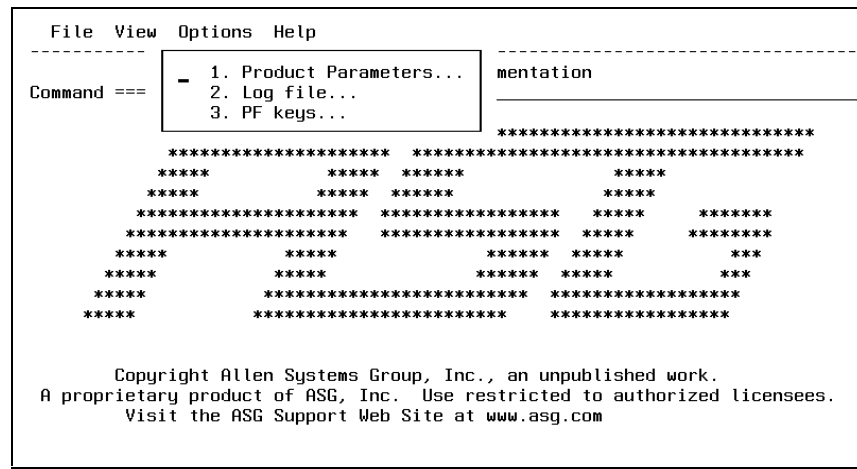 File View Options Help
1. Product Parameters...
mentation
Command ===
2. Log file...
3. PF keys...
Copyright Allen Systems Group, Inc., an unpublished work.
A proprietary product of ASG, Inc. Use restricted to authorized licensees.
Visit the ASG Support Web Site at www.asg.com